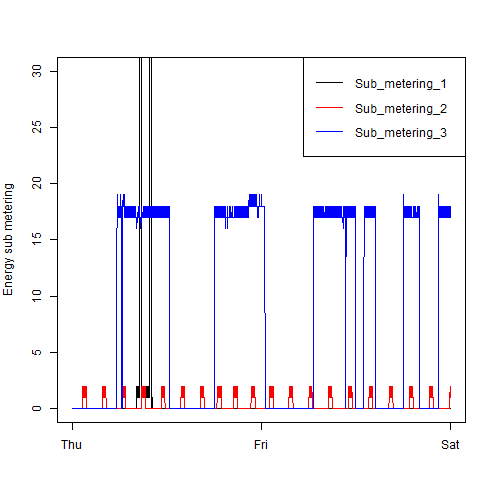 Sub_metering_1
Sub_metering_2
Sub_metering_3
Energy sub metering
30
25
20
15
10
5
0
Thu Fri Sat